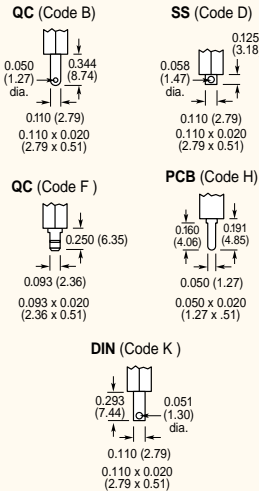 QC (Code B)
0.050
(1.27)
dia.
0.344
(8.74)
0.110 (2.79)
0.110 x 0.020
(2.79 x 0.51)
SS (Code D)
0.125
(3.18
0.058
(1.47)
dia.
0.110 (2.79)
0.110 x 0.020
(2.79 x 0.51)
QC (Code F )
0.250 (6.35)
0.093 (2.36)
0.093 x 0.020
(2.36 x 0.51)
PCB (Code H)
0.160
(4.06)
0.191
(4.85)
0.050 (1.27)
0.050 x 0.020
(1.27 x .51)
DIN (Code K )
0.293
(7.44)
0.051
(1.30)
dia.
0.110 (2.79)
0.110 x 0.020
(2.79 x 0.51)